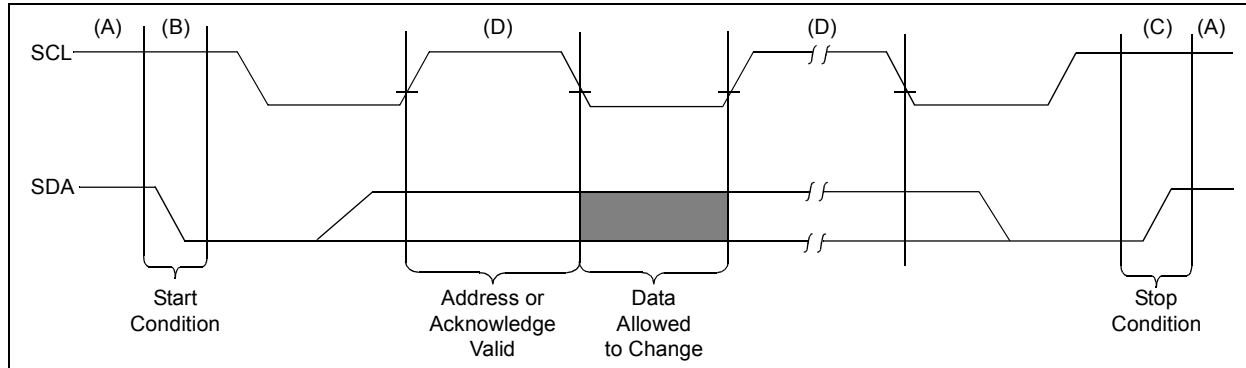 (A) (B) (D) (D) (C) (A)
SCL
SDA
Start
Condition
Address or
Acknowledge
Valid
Data
Allowed
to Change
Stop
Condition